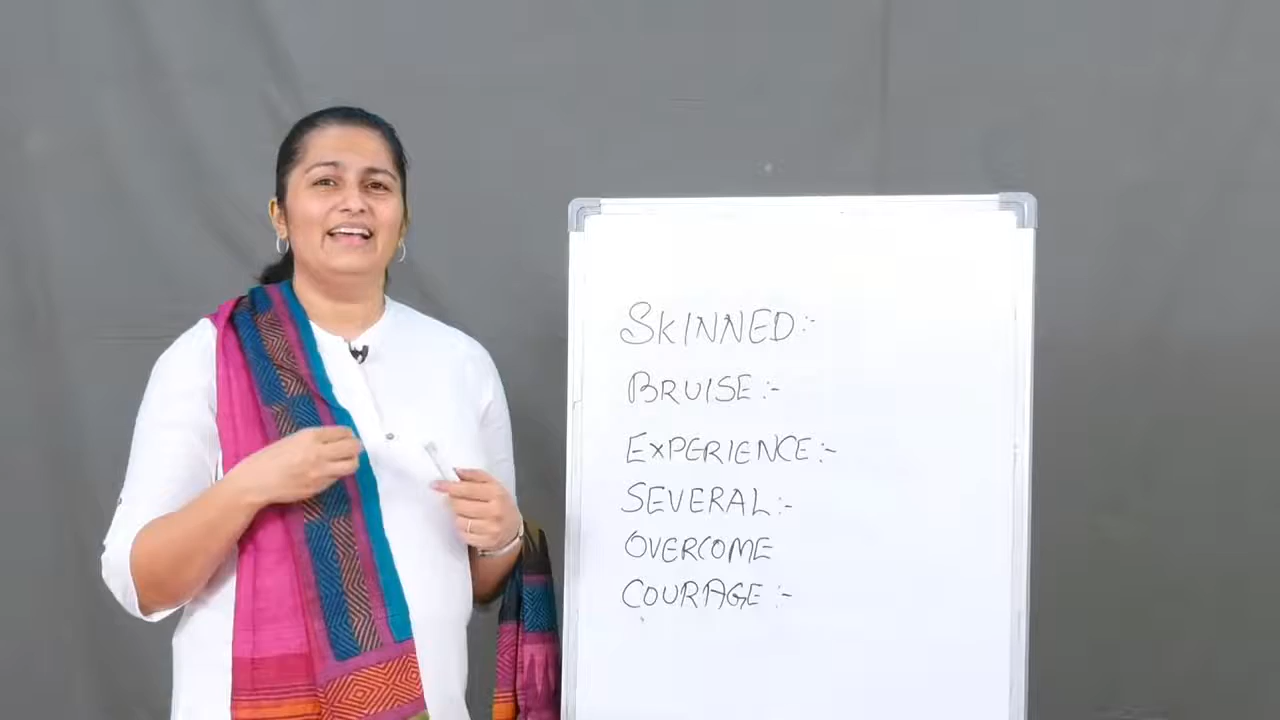 SKINNED:-
BRUISE:-
EXPERIENCE:-
SEVERAL:-
OVERCOME
COURAGE:-